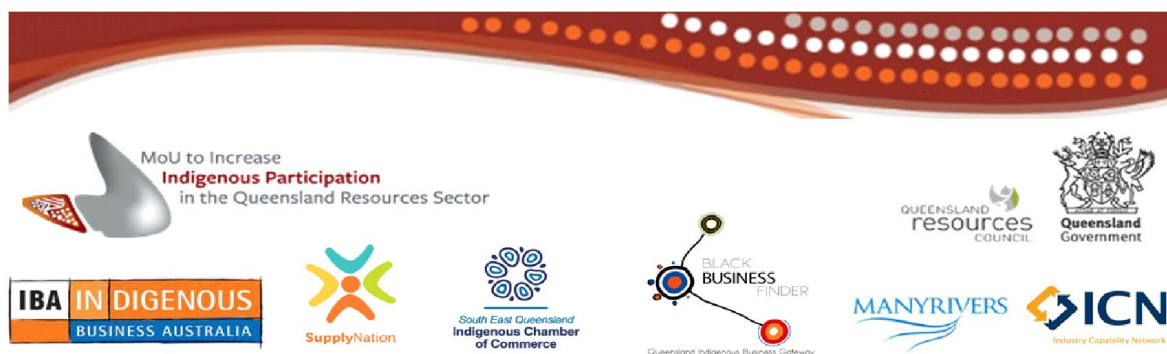 MoU to Increase
Indigenous Participation
in the Queensland Resources Sector
QUEENSLAND
resources
COUNCIL
Queensland
Government
IBA INDIGENOUS
BUSINESS AUSTRALIA
SupplyNation
South East Queensland
Indigenous Chamber
of Commerce
BLACK
BUSINESS
FINDER
Queensland Indigenous Business Gateway
MANYRIVERS
ICN
Industry Capability Network